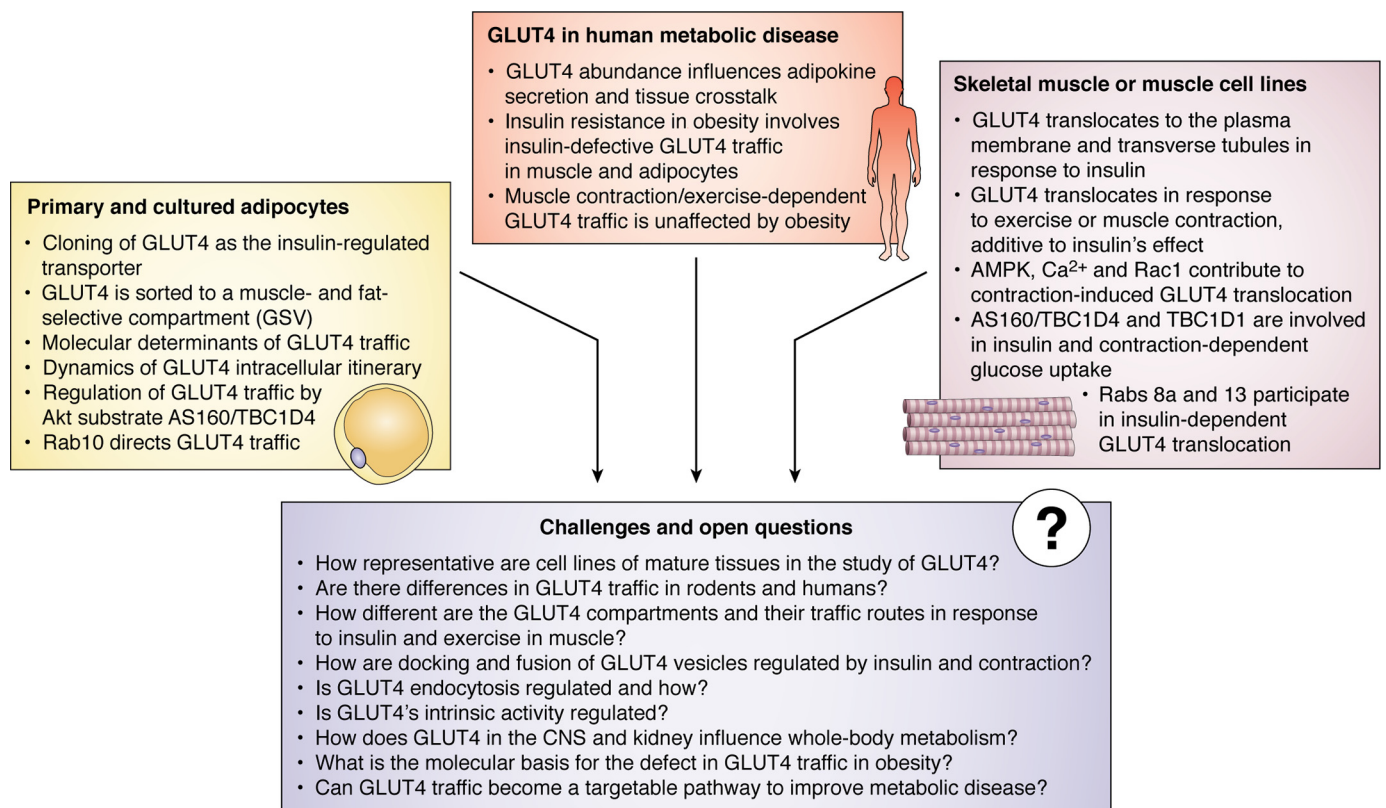 GLUT4 in human metabolic disease
• GLUT4 abundance influences adipokine
secretion and tissue crosstalk
• Insulin resistance in obesity involves
insulin-defective GLUT4 traffic
in muscle and adipocytes
• Muscle contraction/exercise-dependent
GLUT4 traffic is unaffected by obesity
Primary and cultured adipocytes
• Cloning of GLUT4 as the insulin-regulated
transporter
• GLUT4 is sorted to a muscle- and fat-
selective compartment (GSV)
• Molecular determinants of GLUT4 traffic
• Dynamics of GLUT4 intracellular itinerary
• Regulation of GLUT4 traffic by
Akt substrate AS160/TBC1D4
• Rab10 directs GLUT4 traffic
Skeletal muscle or muscle cell lines
• GLUT4 translocates to the plasma
membrane and transverse tubules in
response to insulin
• GLUT4 translocates in response
to exercise or muscle contraction,
additive to insulin’s effect
• AMPK, Ca2+ and Rac1 contribute to
contraction-induced GLUT4 translocation
• AS160/TBC1D4 and TBC1D1 are involved
in insulin and contraction-dependent
glucose uptake
• Rabs 8a and 13 participate
in insulin-dependent
GLUT4 translocation
Challenges and open questions
?
• How representative are cell lines of mature tissues in the study of GLUT4?
• Are there differences in GLUT4 traffic in rodents and humans?
• How different are the GLUT4 compartments and their traffic routes in response
to insulin and exercise in muscle?
• How are docking and fusion of GLUT4 vesicles regulated by insulin and contraction?
• Is GLUT4 endocytosis regulated and how?
• Is GLUT4’s intrinsic activity regulated?
• How does GLUT4 in the CNS and kidney influence whole-body metabolism?
• What is the molecular basis for the defect in GLUT4 traffic in obesity?
• Can GLUT4 traffic become a targetable pathway to improve metabolic disease?